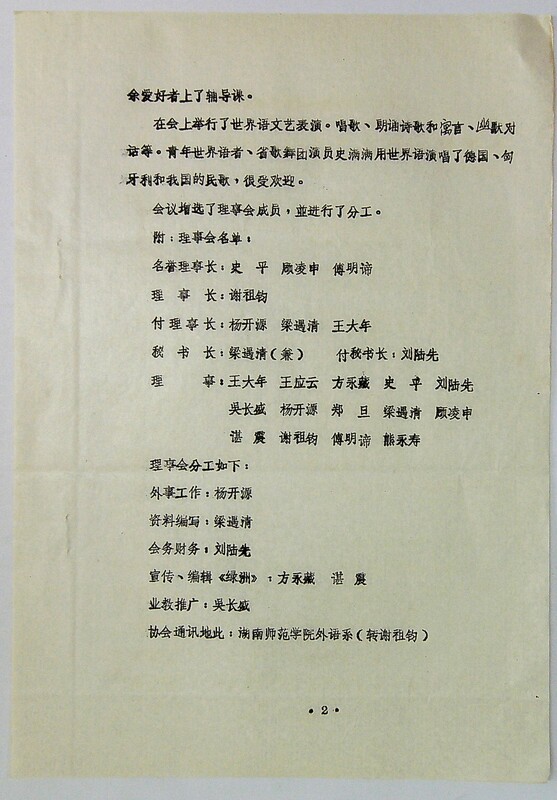 余爱好者上了辅导课。
在会上举行了世界语文艺表演。唱歌、朗诵诗歌和寓言、幽默对
话等。青年世界语者、省歌舞团演员史满满用世界语演唱了德国、匈
牙利和我国的民歌，很受欢迎。
会议增选了理事会成员，並进行了分工。
附：理事会名单：
名誉理事长：史　平　顾凌申　傅明谛
理　事　长：谢祖钧
付理事长：杨开源　梁遇清　王大年
秘　书　长：梁遇清（兼）　付秘书长：刘陆先
理　　　事：王大年　王应云　方永藏　史　平　刘陆先
吴长盛　杨开源　郑　旦　梁遇清　顾凌申
谌　震　谢祖钧　傅明谛　熊永寿
理事会分工如下：
外事工作：杨开源
资料编写：梁遇清
会务财务：刘陆先
宣传、编辑《绿洲》：方永藏　谌　震
业教推广：吴长盛
协会通讯地此：湖南师范学院外语系（转谢祖钧）
•2•